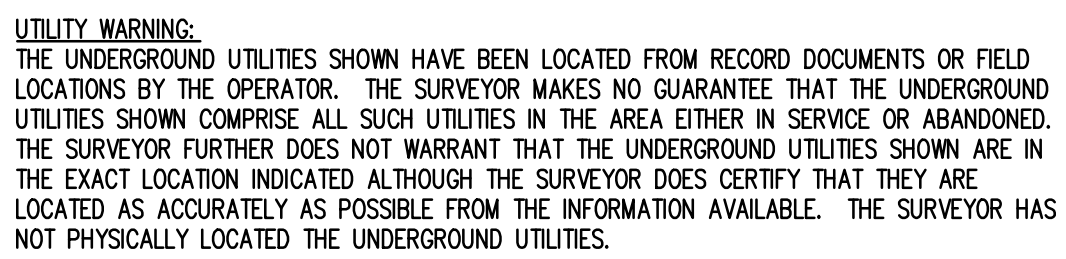 UTILITY WARNING:
THE UNDERGROUND UTILITIES SHOWN HAVE BEEN LOCATED FROM RECORD DOCUMENTS OR FIELD
LOCATIONS BY THE OPERATOR. THE SURVEYOR MAKES NO GUARANTEE THAT THE UNDERGROUND
UTILITIES SHOWN COMPRISE ALL SUCH UTILITIES IN THE AREA EITHER IN SERVICE OR ABANDONED.
THE SURVEYOR FURTHER DOES NOT WARRANT THAT THE UNDERGROUND UTILITIES SHOWN ARE IN
THE EXACT LOCATION INDICATED ALTHOUGH THE SURVEYOR DOES CERTIFY THAT THEY ARE
LOCATED AS ACCURATELY AS POSSIBLE FROM THE INFORMATION AVAILABLE. THE SURVEYOR HAS
NOT PHYSICALLY LOCATED THE UNDERGROUND UTILITIES.